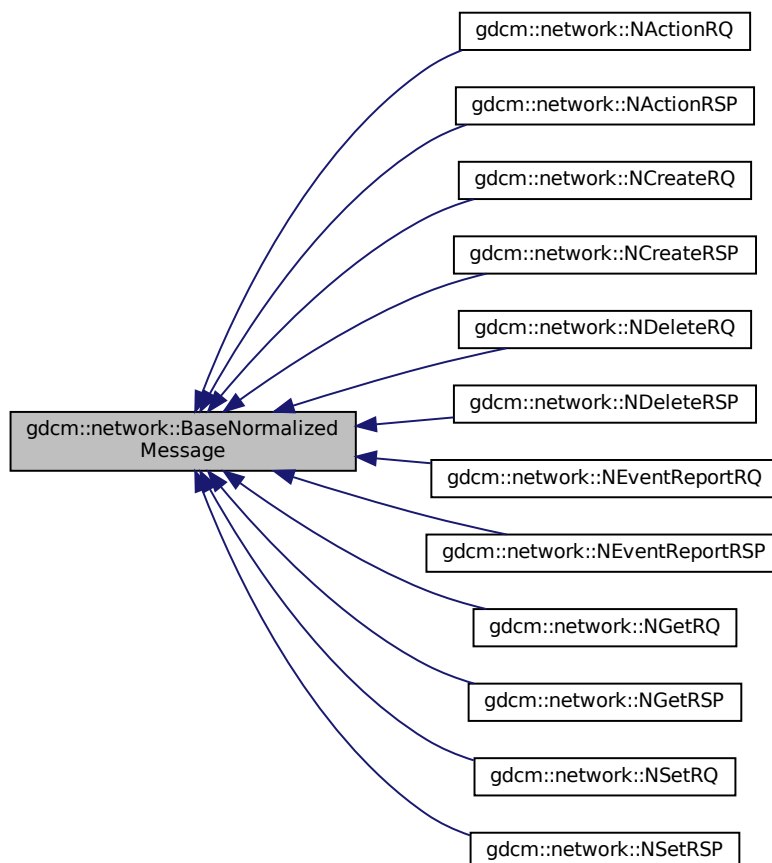 gdcm::network::NActionRQ
gdcm::network::NActionRSP
gdcm::network::NCreateRQ
gdcm::network::NCreateRSP
gdcm::network::NDeleteRQ
gdcm::network::NDeleteRSP
gdcm::network::BaseNormalized
Message
gdcm::network::NEventReportRQ
gdcm::network::NEventReportRSP
gdcm::network::NGetRQ
gdcm::network::NGetRSP
gdcm::network::NSetRQ
gdcm::network::NSetRSP